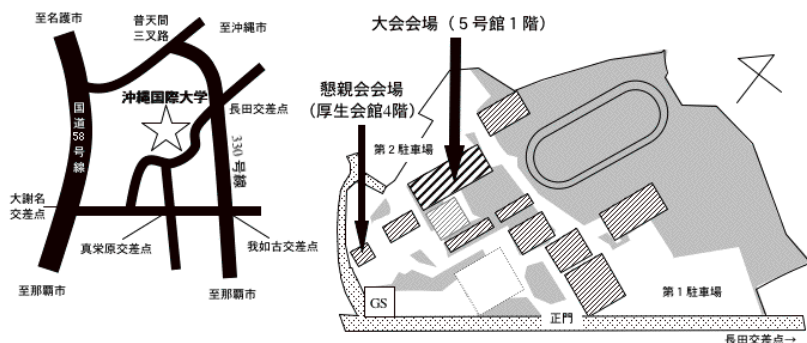 至名護市
普天間
三叉路
至沖縄市
沖縄国際大学
長田交差点
国道58号線
330号線
大謝名
交差点
真栄原交差点
我如古交差点
至那覇市
至那覇市
大会会場(5号館1階)
懇親会会場
(厚生会館4階)
第2駐車場
GS
第1駐車場
正門
長田交差点→